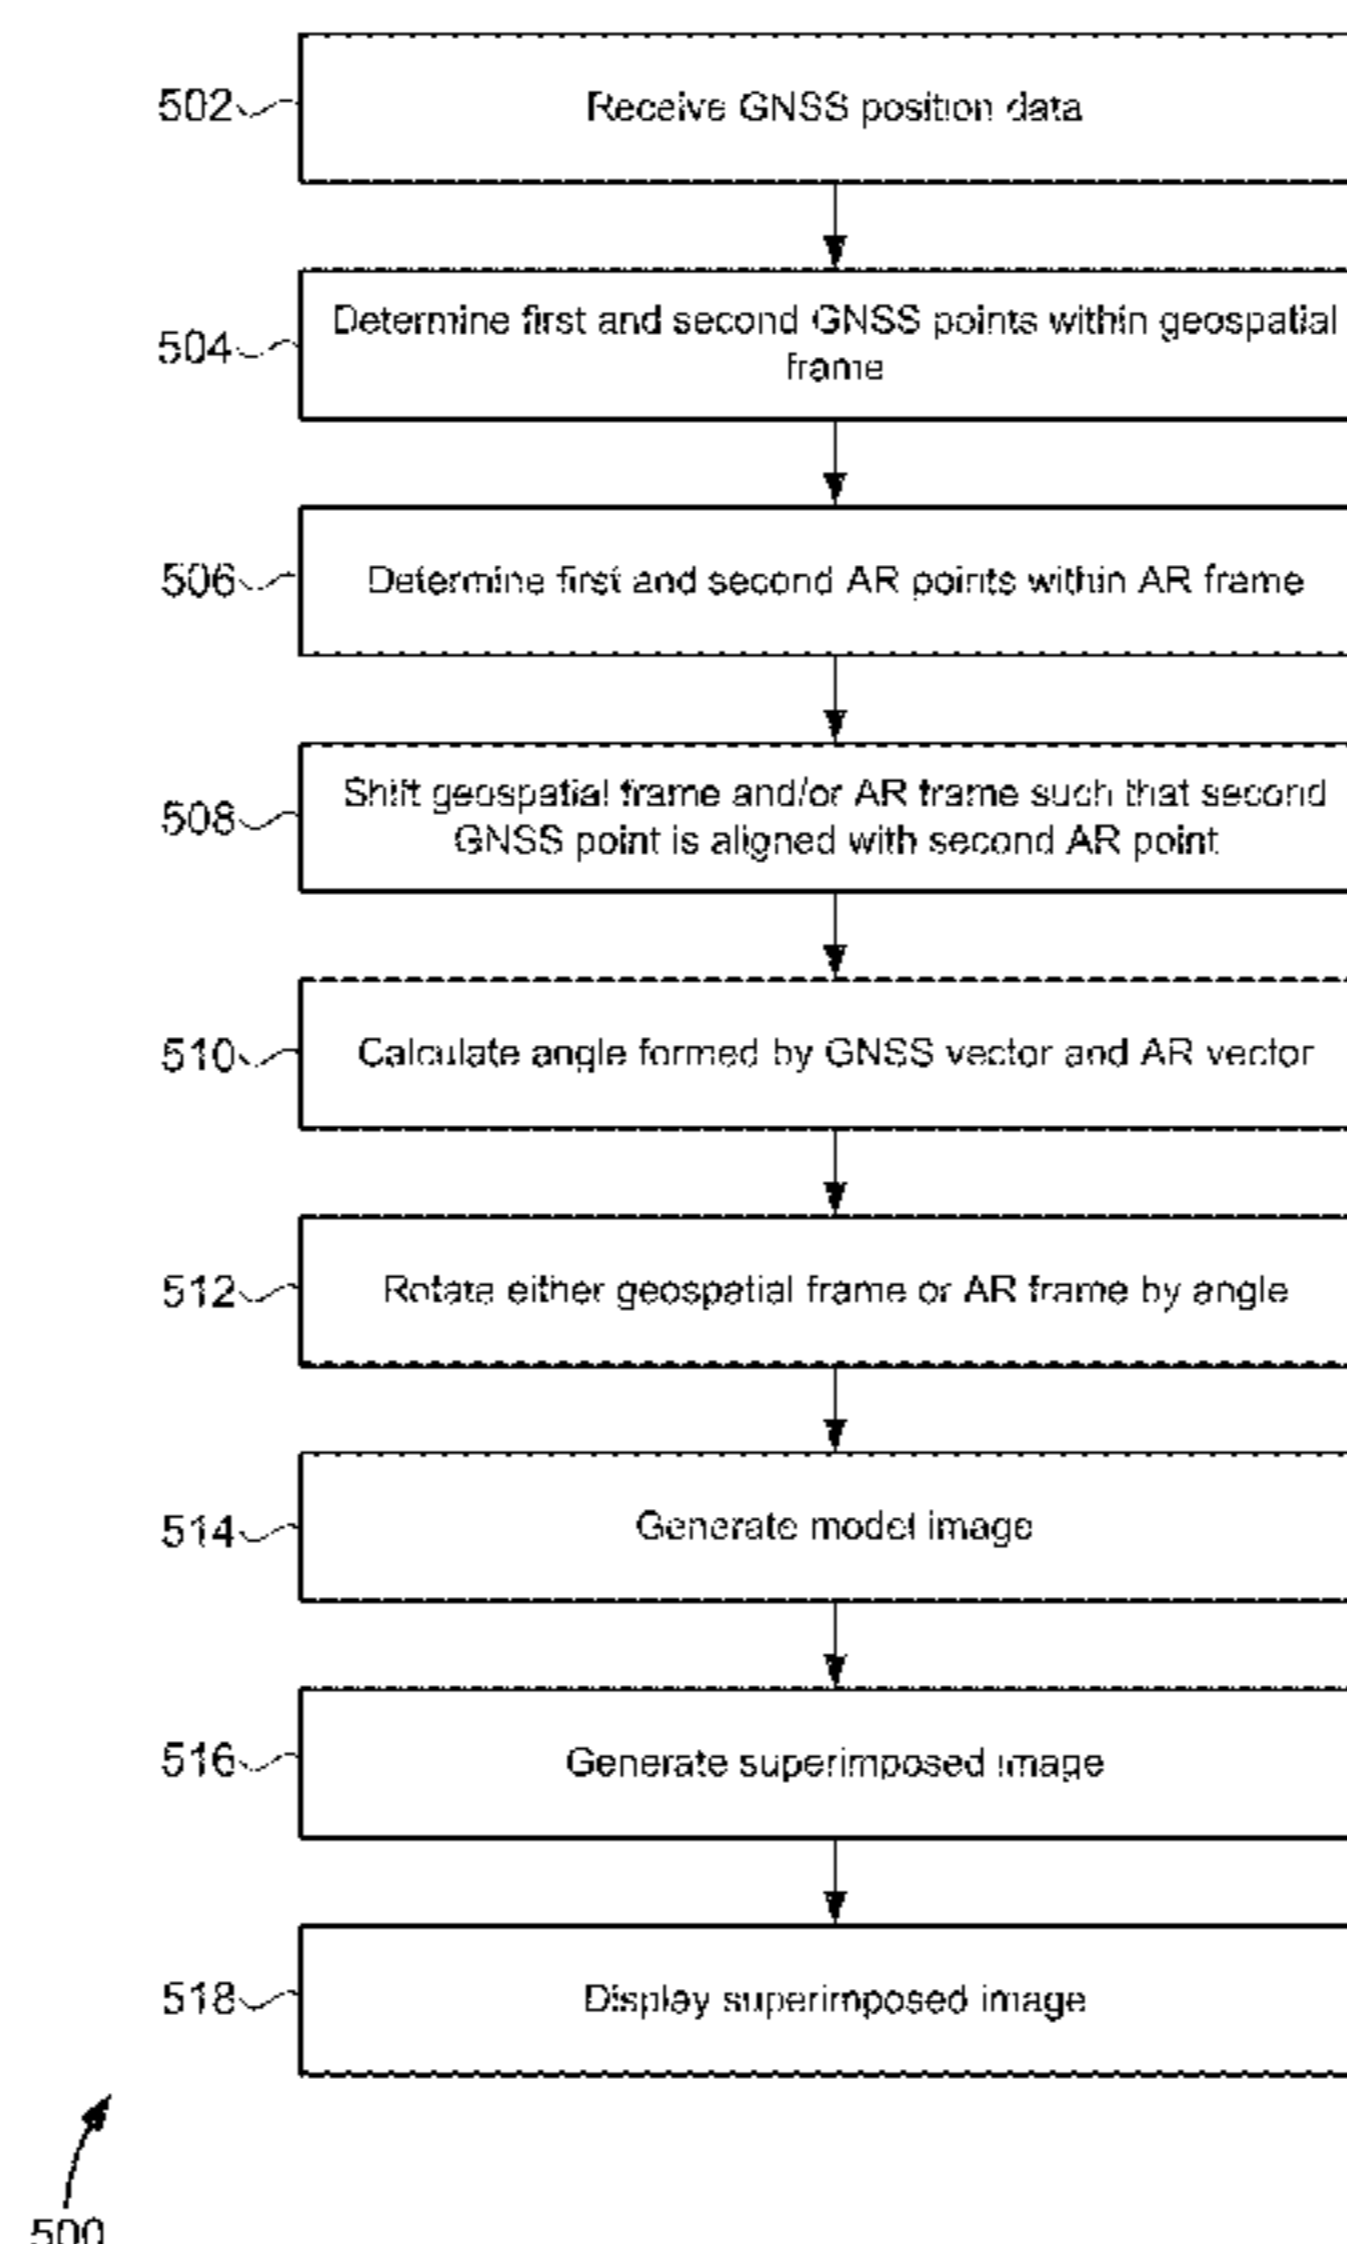 502
Receive GNSS position data
504
Determine first and second GNSS points within geospatial
frame
506
Determine first and second AR points within AR frame
508
Shift geospatial frame and/or AR frame such that second
GNSS point is aligned with second AR point
510
Calculate angle formed by GNSS vector and AR vector
512
Rotate either geospatial frame or AR frame by angle
514
Generate model image
516
Generate superimposed image
518
Display superimposed image
500